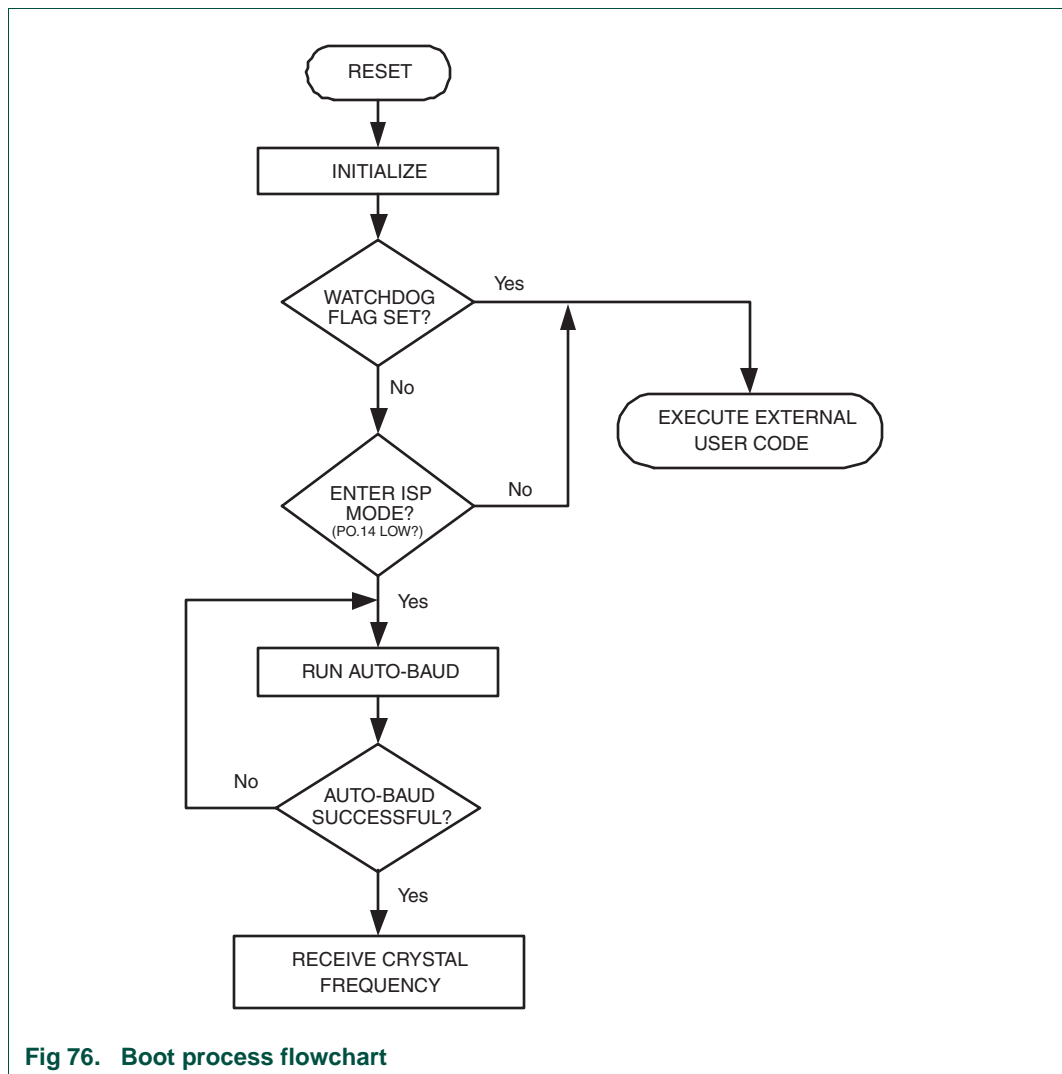 RESET
INITIALIZE
WATCHDOG
FLAG SET?
Yes
No
EXECUTE EXTERNAL
USER CODE
ENTER ISP
MODE?
(PO.14 LOW?)
No
Yes
RUN AUTO-BAUD
No
AUTO-BAUD
SUCCESSFUL?
Yes
RECEIVE CRYSTAL
FREQUENCY
Fig 76. Boot process flowchart